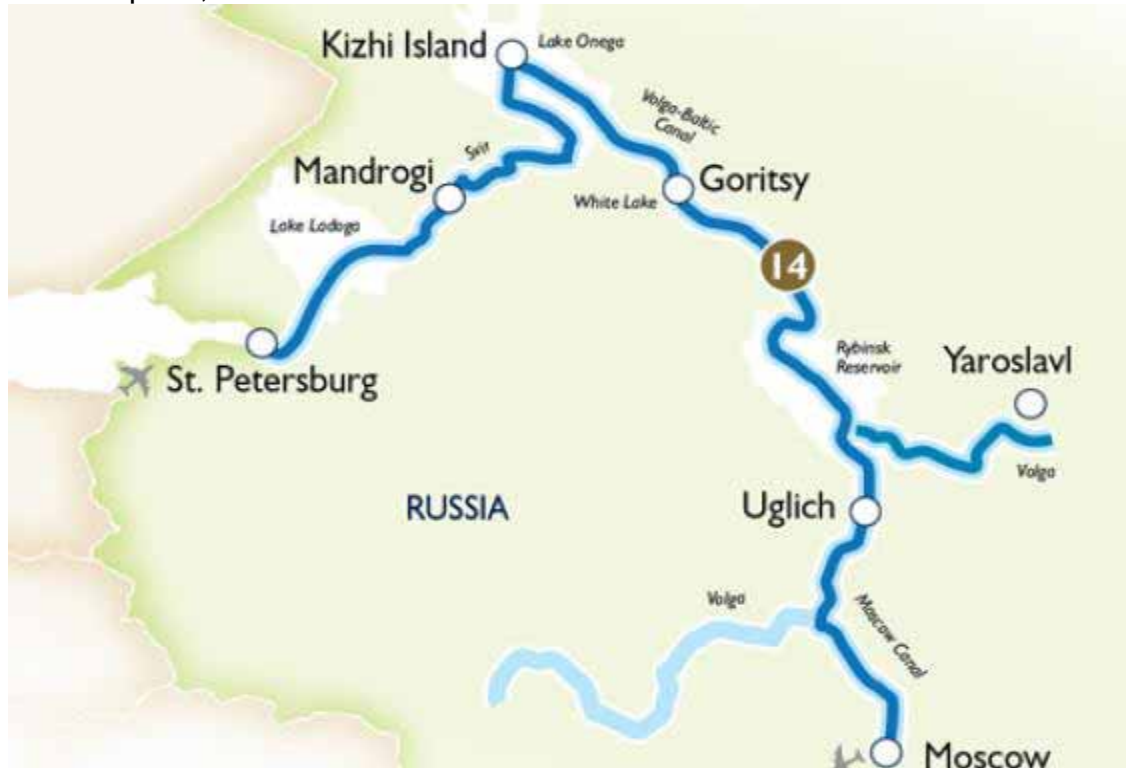 Kizhi Island
Lake Onega
Volga-Baltic
Canal
Svir
Mandrogi
Goritsy
White Lake
Lake Ladoga
14
St. Petersburg
Rybinsk
Reservoir
Yaroslavl
Volga
RUSSIA
Uglich
Volga
Moscow Canal
Moscow